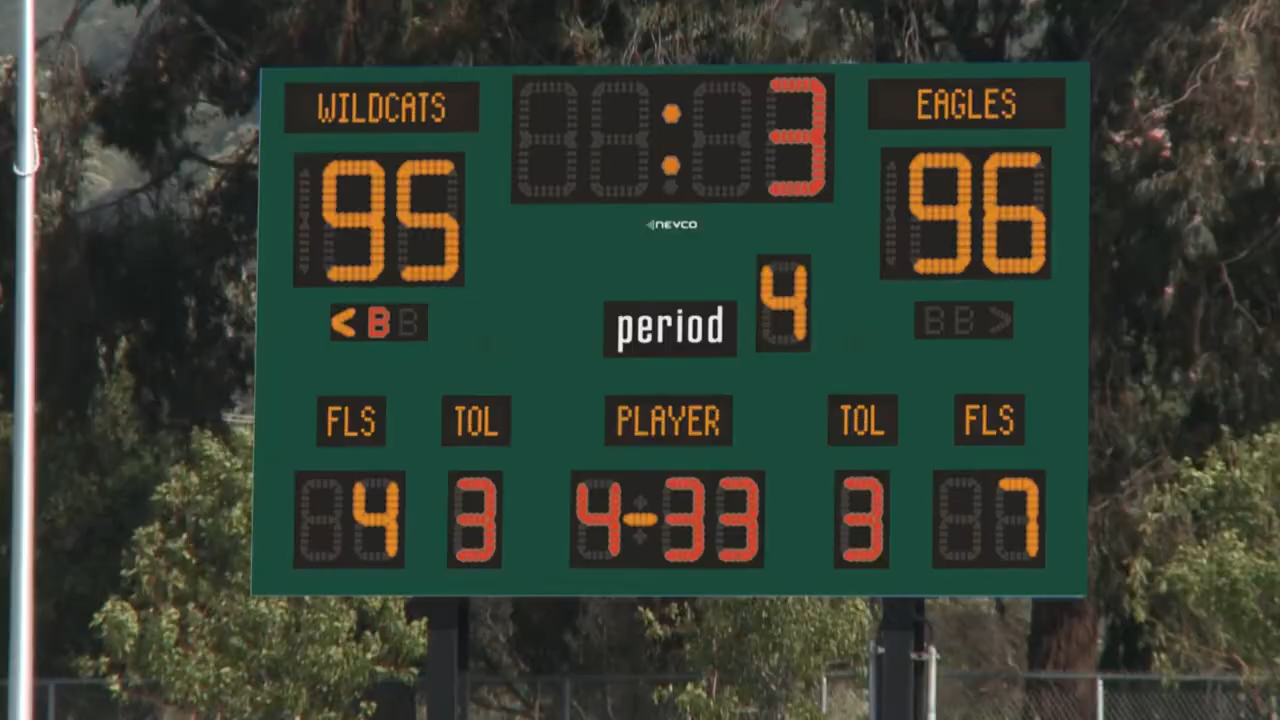 WILDCATS :3 EAGLES
95 96
NEVCO
<B period 4
FLS TOL PLAYER TOL FLS
4 3 4-33 3 7